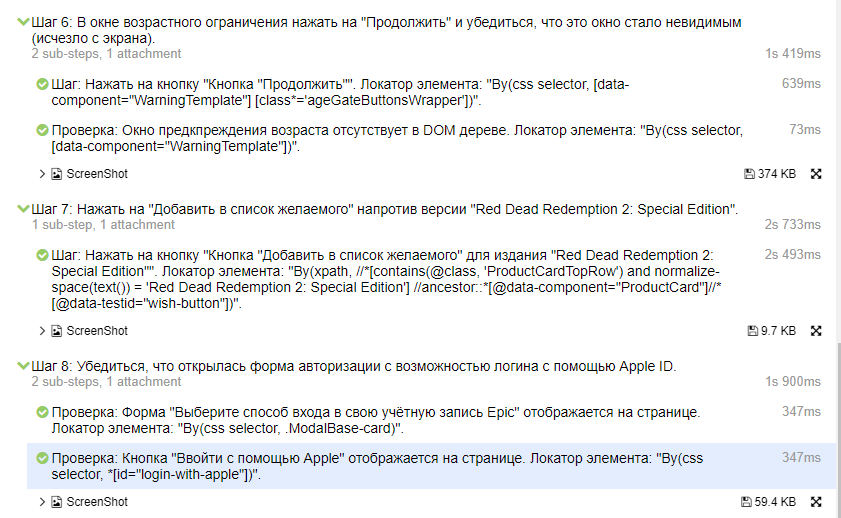 Шаг 6: В окне возрастного ограничения нажать на "Продолжить" и убедиться, что это окно стало невидимым
(исчезло с экрана).
2 sub-steps, 1 attachment 1s 419ms
Шаг: Нажать на кнопку "Кнопка "Продолжить"". Локатор элемента: "By(css selector, [data- 639ms
component="WarningTemplate"] [class*='ageGateButtonsWrapper'])".
Проверка: Окно предкпреждения возраста отсутствует в DOM дереве. Локатор элемента: "By(css selector, 73ms
[data-component="WarningTemplate"])".
ScreenShot 374 KB
Шаг 7: Нажать на "Добавить в список желаемого" напротив версии "Red Dead Redemption 2: Special Edition".
1 sub-step, 1 attachment 2s 733ms
Шаг: Нажать на кнопку "Кнопка "Добавить в список желаемого" для издания "Red Dead Redemption 2: 2s 493ms
Special Edition"". Локатор элемента: "By(xpath, //*[contains(@class, 'ProductCardTopRow') and normalize-
space(text()) = 'Red Dead Redemption 2: Special Edition'] //ancestor::*[@data-component="ProductCard"]//*
[@data-testid="wish-button"])".
ScreenShot 9.7 KB
Шаг 8: Убедиться, что открылась форма авторизации с возможностью логина с помощью Apple ID.
2 sub-steps, 1 attachment 1s 900ms
Проверка: Форма "Выберите способ входа в свою учётную запись Epic" отображается на странице. 347ms
Локатор элемента: "By(css selector, .ModalBase-card)".
Проверка: Кнопка "Ввойти с помощью Apple" отображается на странице. Локатор элемента: "By(css 347ms
selector, *[id="login-with-apple"])".
ScreenShot 59.4 KB